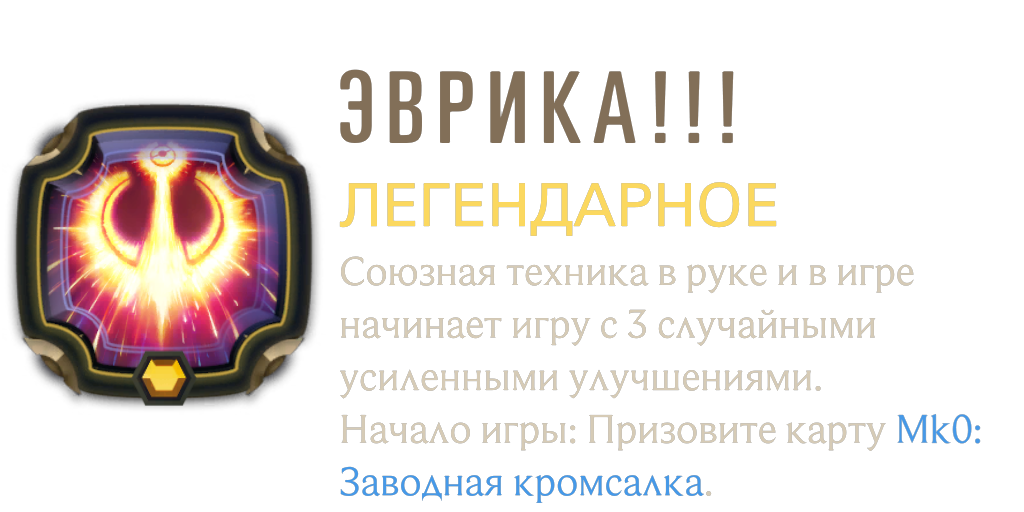 ЭВРИКА!!!
ЛЕГЕНДАРНОЕ
Союзная техника в руке и в игре
начинает игру с 3 случайными
усиленными улучшениями.
Начало игры: Призовите карту Mk0:
Заводная кромсалка.